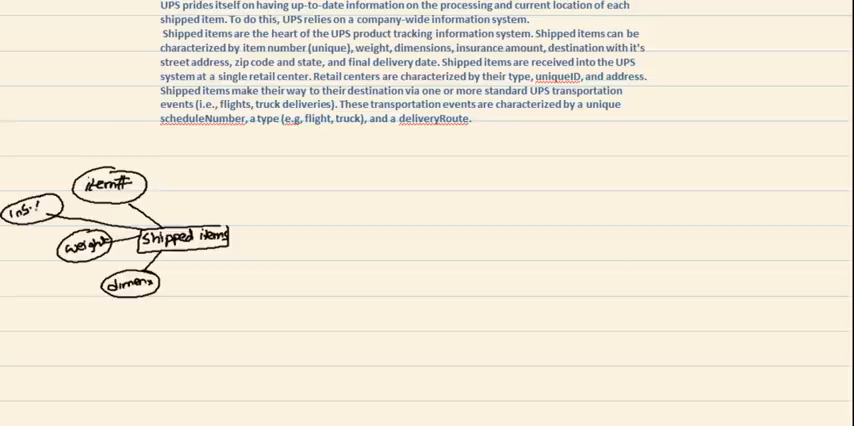 UPS prides itself on having up-to-date information on the processing and current location of each
shipped item. To do this, UPS relies on a company-wide information system.
Shipped items are the heart of the UPS product tracking information system. Shipped items can be
characterized by item number (unique), weight, dimensions, insurance amount, destination with it's
street address, zip code and state, and final delivery date. Shipped items are received into the UPS
system at a single retail center. Retail centers are characterized by their type, uniqueID, and address.
Shipped items make their way to their destination via one or more standard UPS transportation
events (i.e., flights, truck deliveries). These transportation events are characterized by a unique
scheduleNumber, a type (e.g, flight, truck), and a deliveryRoute.
item#
ins.!
Shipped items
weight
dimens